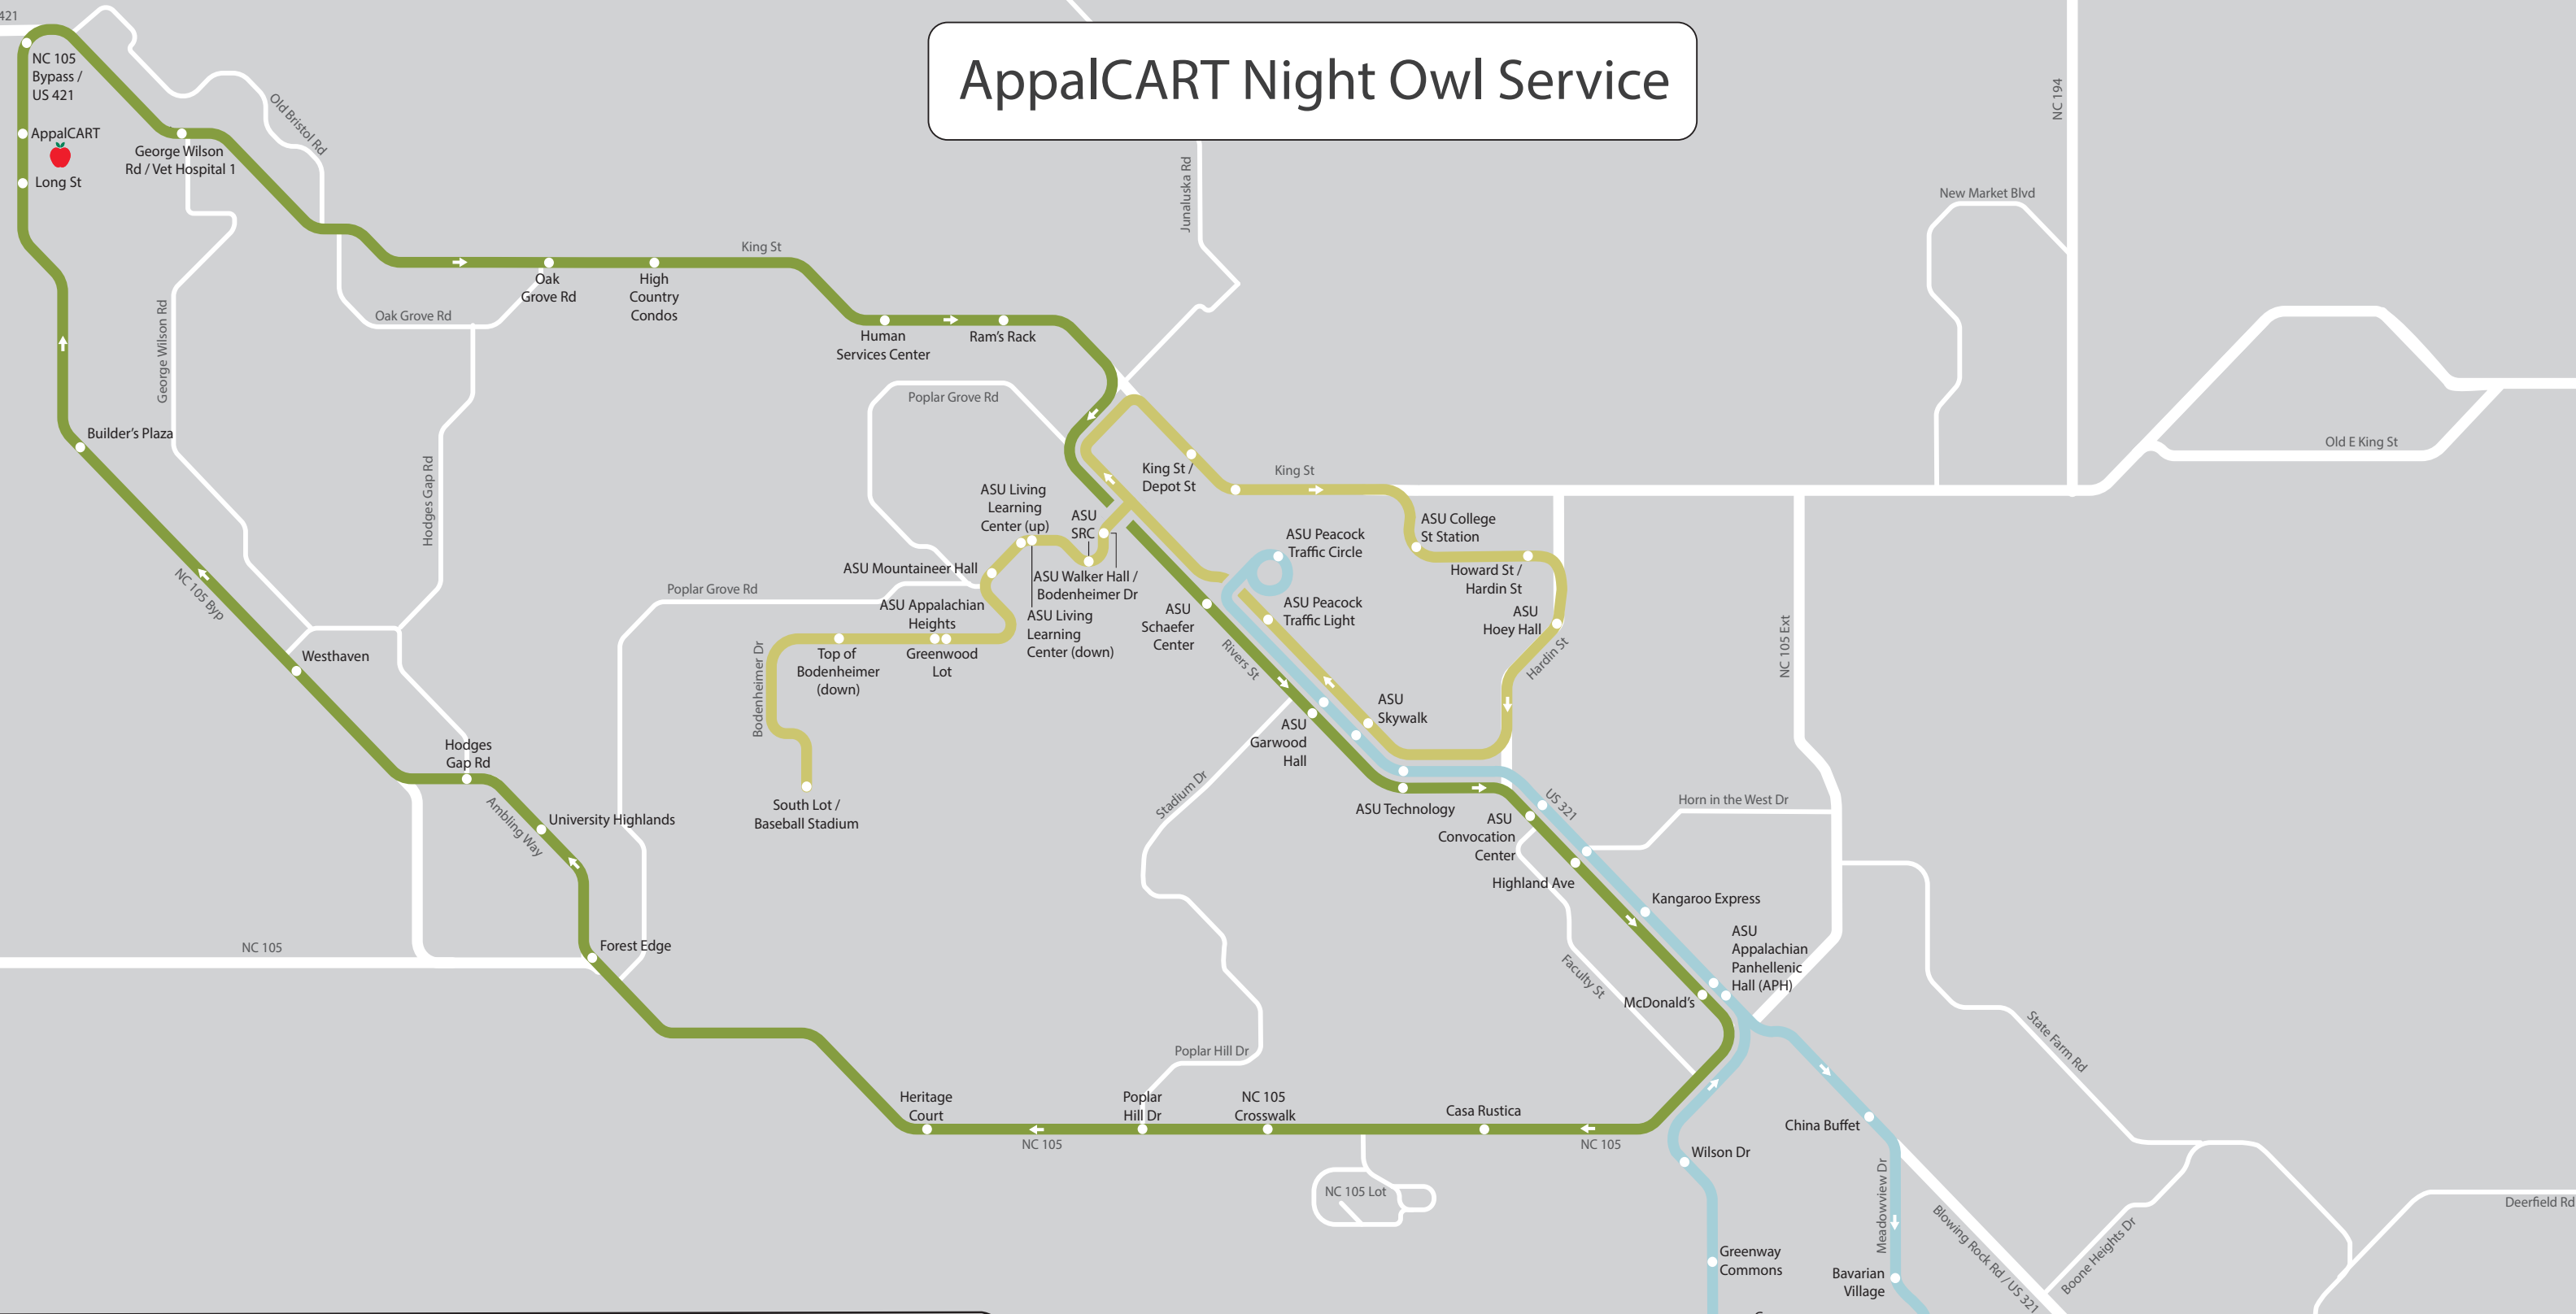 421
AppalCART Night Owl Service
NC 105
Bypass /
US 421
AppalCART
Long St
George Wilson
Rd / Vet Hospital 1
Old Bristol Rd
Junaluska Rd
NC 194
New Market Blvd
King St
Oak
Grove Rd
High
Country
Condos
Oak Grove Rd
George Wilson Rd
Human
Services Center
Ram's Rack
Poplar Grove Rd
Builder's Plaza
Hodges Gap Rd
King St /
Depot St
King St
Old E King St
ASU Living
Learning
Center (up)
ASU
SRC
ASU College
St Station
ASU Peacock
Traffic Circle
Howard St /
Hardin St
ASU Mountaineer Hall
ASU Walker Hall /
Bodenheimer Dr
NC 105 Byp
Poplar Grove Rd
ASU Appalachian
Heights
ASU Living
Learning
Center (down)
ASU
Schaefer
Center
ASU Peacock
Traffic Light
ASU
Hoey Hall
Hardin St
NC 105 Ext
Westhaven
Bodenheimer Dr
Top of
Bodenheimer
(down)
Greenwood
Lot
Rivers St
ASU
Skywalk
ASU
Garwood
Hall
Hodges
Gap Rd
Ambling Way
University Highlands
South Lot /
Baseball Stadium
Stadium Dr
ASU Technology
US 321
Horn in the West Dr
ASU
Convocation
Center
Highland Ave
Kangaroo Express
NC 105
Forest Edge
Faculty St
ASU
Appalachian
Panhellenic
Hall (APH)
McDonald's
State Farm Rd
Poplar Hill Dr
Heritage
Court
Poplar
Hill Dr
NC 105
Crosswalk
Casa Rustica
China Buffet
NC 105
NC 105
Wilson Dr
NC 105 Lot
Meadowview Dr
Blowing Rock Rd / US 321
Boone Heights Dr
Deerfield Rd
Greenway
Commons
Bavarian
Village